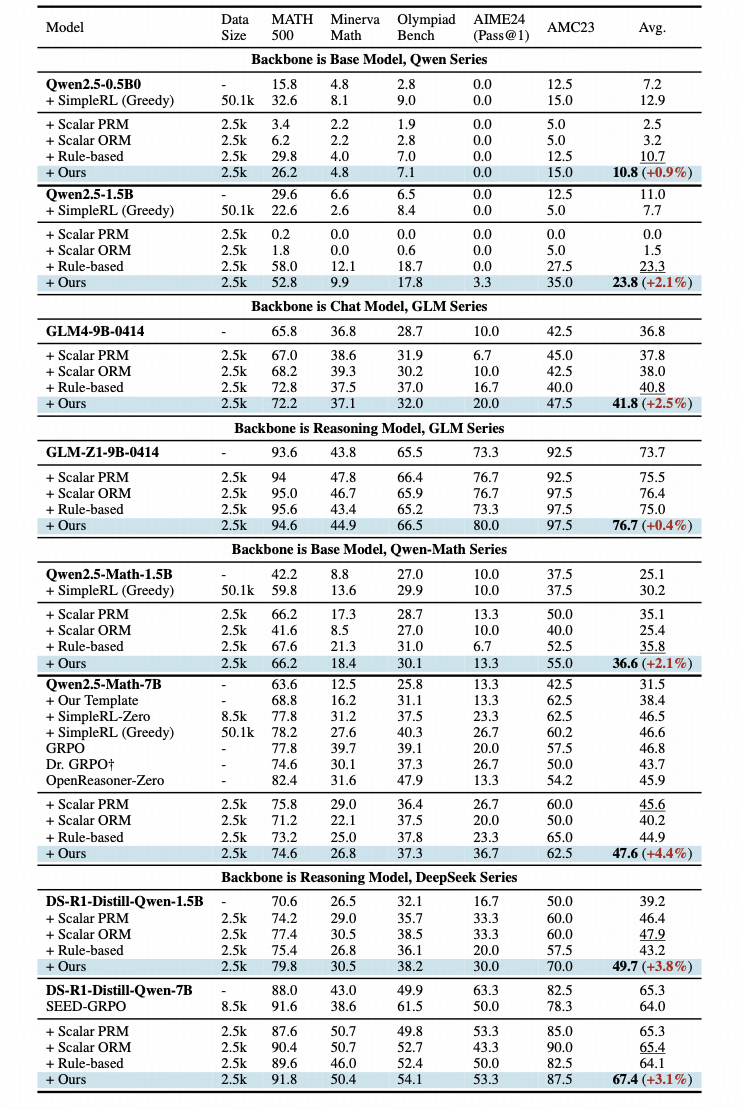 Model Data Size MATH 500 Minerva Math Olympiad Bench AIME24 (Pass@1) AMC23 Avg.
Backbone is Base Model, Qwen Series
Qwen2.5-0.5B0 - 15.8 4.8 2.8 0.0 12.5 7.2
+ SimpleRL (Greedy) 50.1k 32.6 8.1 9.0 0.0 15.0 12.9
+ Scalar PRM 2.5k 3.4 2.2 1.9 0.0 5.0 2.5
+ Scalar ORM 2.5k 6.2 2.2 2.8 0.0 5.0 3.2
+ Rule-based 2.5k 29.8 4.0 7.0 0.0 12.5 10.7
+ Ours 2.5k 26.2 4.8 7.1 0.0 15.0 10.8 (+0.9%)
Qwen2.5-1.5B - 29.6 6.6 6.5 0.0 12.5 11.0
+ SimpleRL (Greedy) 50.1k 22.6 2.6 8.4 0.0 5.0 7.7
+ Scalar PRM 2.5k 0.2 0.0 0.0 0.0 0.0 0.0
+ Scalar ORM 2.5k 1.8 0.0 0.6 0.0 5.0 1.5
+ Rule-based 2.5k 58.0 12.1 18.7 0.0 27.5 23.3
+ Ours 2.5k 52.8 9.9 17.8 3.3 35.0 23.8 (+2.1%)
Backbone is Chat Model, GLM Series
GLM4-9B-0414 - 65.8 36.8 28.7 10.0 42.5 36.8
+ Scalar PRM 2.5k 67.0 38.6 31.9 6.7 45.0 37.8
+ Scalar ORM 2.5k 68.2 39.3 30.2 10.0 42.5 38.0
+ Rule-based 2.5k 72.8 37.5 37.0 16.7 40.0 40.8
+ Ours 2.5k 72.2 37.1 32.0 20.0 47.5 41.8 (+2.5%)
Backbone is Reasoning Model, GLM Series
GLM-Z1-9B-0414 - 93.6 43.8 65.5 73.3 92.5 73.7
+ Scalar PRM 2.5k 94 47.8 66.4 76.7 92.5 75.5
+ Scalar ORM 2.5k 95.0 46.7 65.9 76.7 97.5 76.4
+ Rule-based 2.5k 95.6 43.4 65.2 73.3 97.5 75.0
+ Ours 2.5k 94.6 44.9 66.5 80.0 97.5 76.7 (+0.4%)
Backbone is Base Model, Qwen-Math Series
Qwen2.5-Math-1.5B - 42.2 8.8 27.0 10.0 37.5 25.1
+ SimpleRL (Greedy) 50.1k 59.8 13.6 29.9 10.0 37.5 30.2
+ Scalar PRM 2.5k 66.2 17.3 28.7 13.3 50.0 35.1
+ Scalar ORM 2.5k 41.6 8.5 27.0 10.0 40.0 25.4
+ Rule-based 2.5k 67.6 21.3 31.0 6.7 52.5 35.8
+ Ours 2.5k 66.2 18.4 30.1 13.3 55.0 36.6 (+2.1%)
Qwen2.5-Math-7B - 63.6 12.5 25.8 13.3 42.5 31.5
+ Our Template - 68.8 16.2 31.1 13.3 62.5 38.4
+ SimpleRL-Zero 8.5k 77.8 31.2 37.5 23.3 62.5 46.5
+ SimpleRL (Greedy) 50.1k 78.2 27.6 40.3 26.7 60.2 46.6
GRPO - 77.8 39.7 39.1 20.0 57.5 46.8
Dr. GRPO† - 74.6 30.1 37.3 26.7 50.0 43.7
OpenReasoner-Zero - 82.4 31.6 47.9 13.3 54.2 45.9
+ Scalar PRM 2.5k 75.8 29.0 36.4 26.7 60.0 45.6
+ Scalar ORM 2.5k 71.2 22.1 37.5 20.0 50.0 40.2
+ Rule-based 2.5k 73.2 25.0 37.8 23.3 65.0 44.9
+ Ours 2.5k 74.6 26.8 37.3 36.7 62.5 47.6 (+4.4%)
Backbone is Reasoning Model, DeepSeek Series
DS-R1-Distill-Qwen-1.5B - 70.6 26.5 32.1 16.7 50.0 39.2
+ Scalar PRM 2.5k 74.2 29.0 35.7 33.3 60.0 46.4
+ Scalar ORM 2.5k 77.4 30.5 38.5 33.3 60.0 47.9
+ Rule-based 2.5k 75.4 26.8 36.1 20.0 57.5 43.2
+ Ours 2.5k 79.8 30.5 38.2 30.0 70.0 49.7 (+3.8%)
DS-R1-Distill-Qwen-7B - 88.0 43.0 49.9 63.3 82.5 65.3
SEED-GRPO 8.5k 91.6 38.6 61.5 50.0 78.3 64.0
+ Scalar PRM 2.5k 87.6 50.7 49.8 53.3 85.0 65.3
+ Scalar ORM 2.5k 90.4 50.7 52.7 43.3 90.0 65.4
+ Rule-based 2.5k 89.6 46.0 52.4 50.0 82.5 64.1
+ Ours 2.5k 91.8 50.4 54.1 53.3 87.5 67.4 (+3.1%)